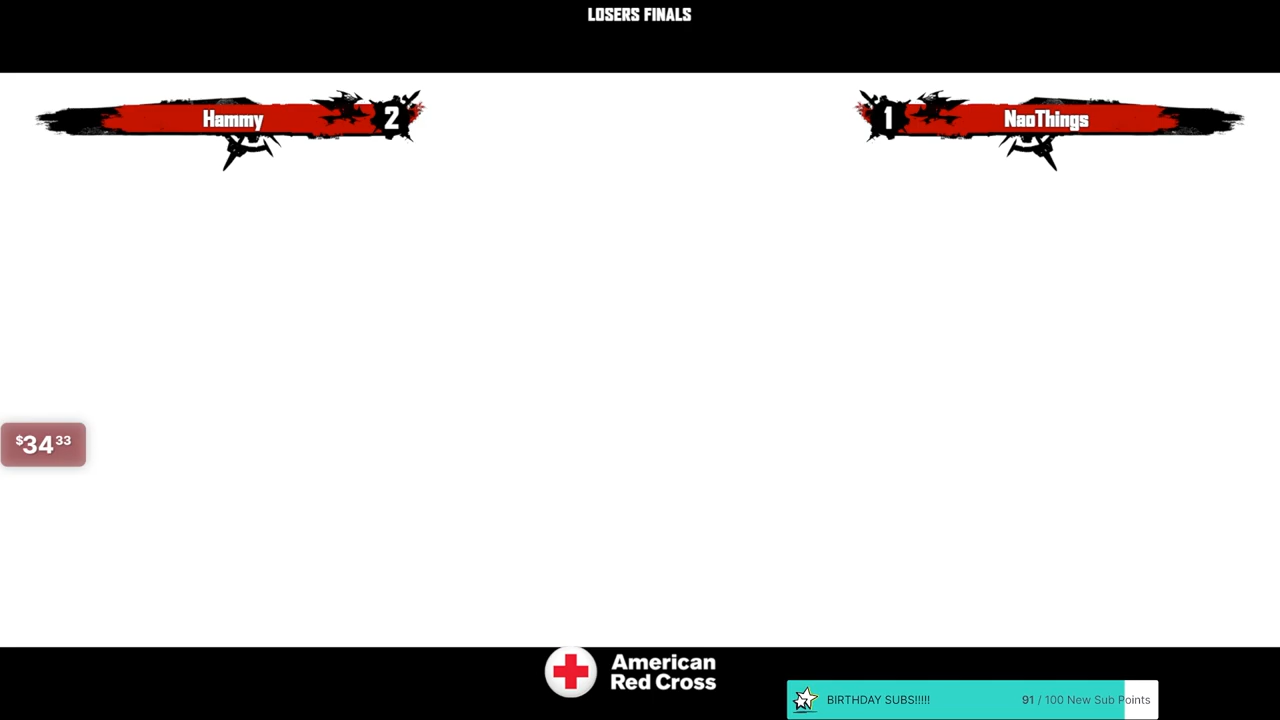 LOSERS FINALS
Hammy 2
1 NaoThings
$34 33
American
Red Cross
BIRTHDAY SUBS!!!!! 91 / 100 New Sub Points